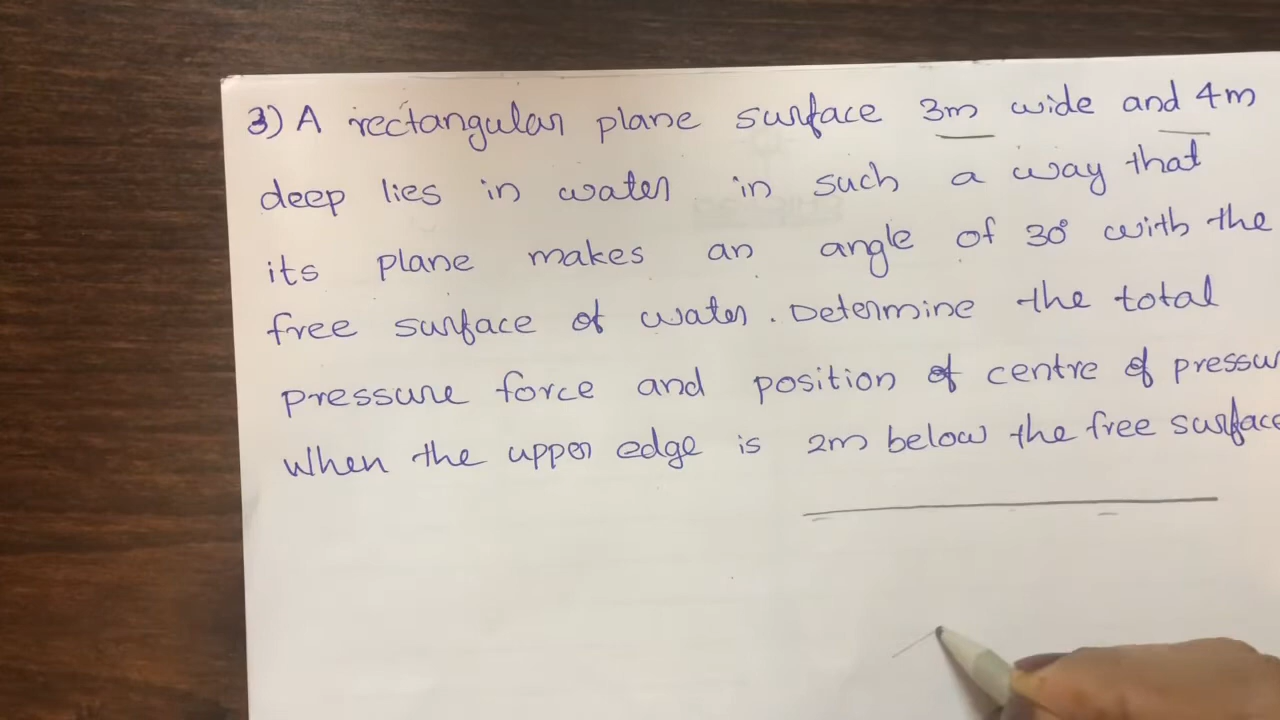 3) A rectangular plane surface 3m wide and 4m
deep lies in water in such a way that
its plane makes an angle of 30° with the
free surface of water. Determine the total
pressure force and position of centre of pressu
When the upper edge is 2m below the free surface